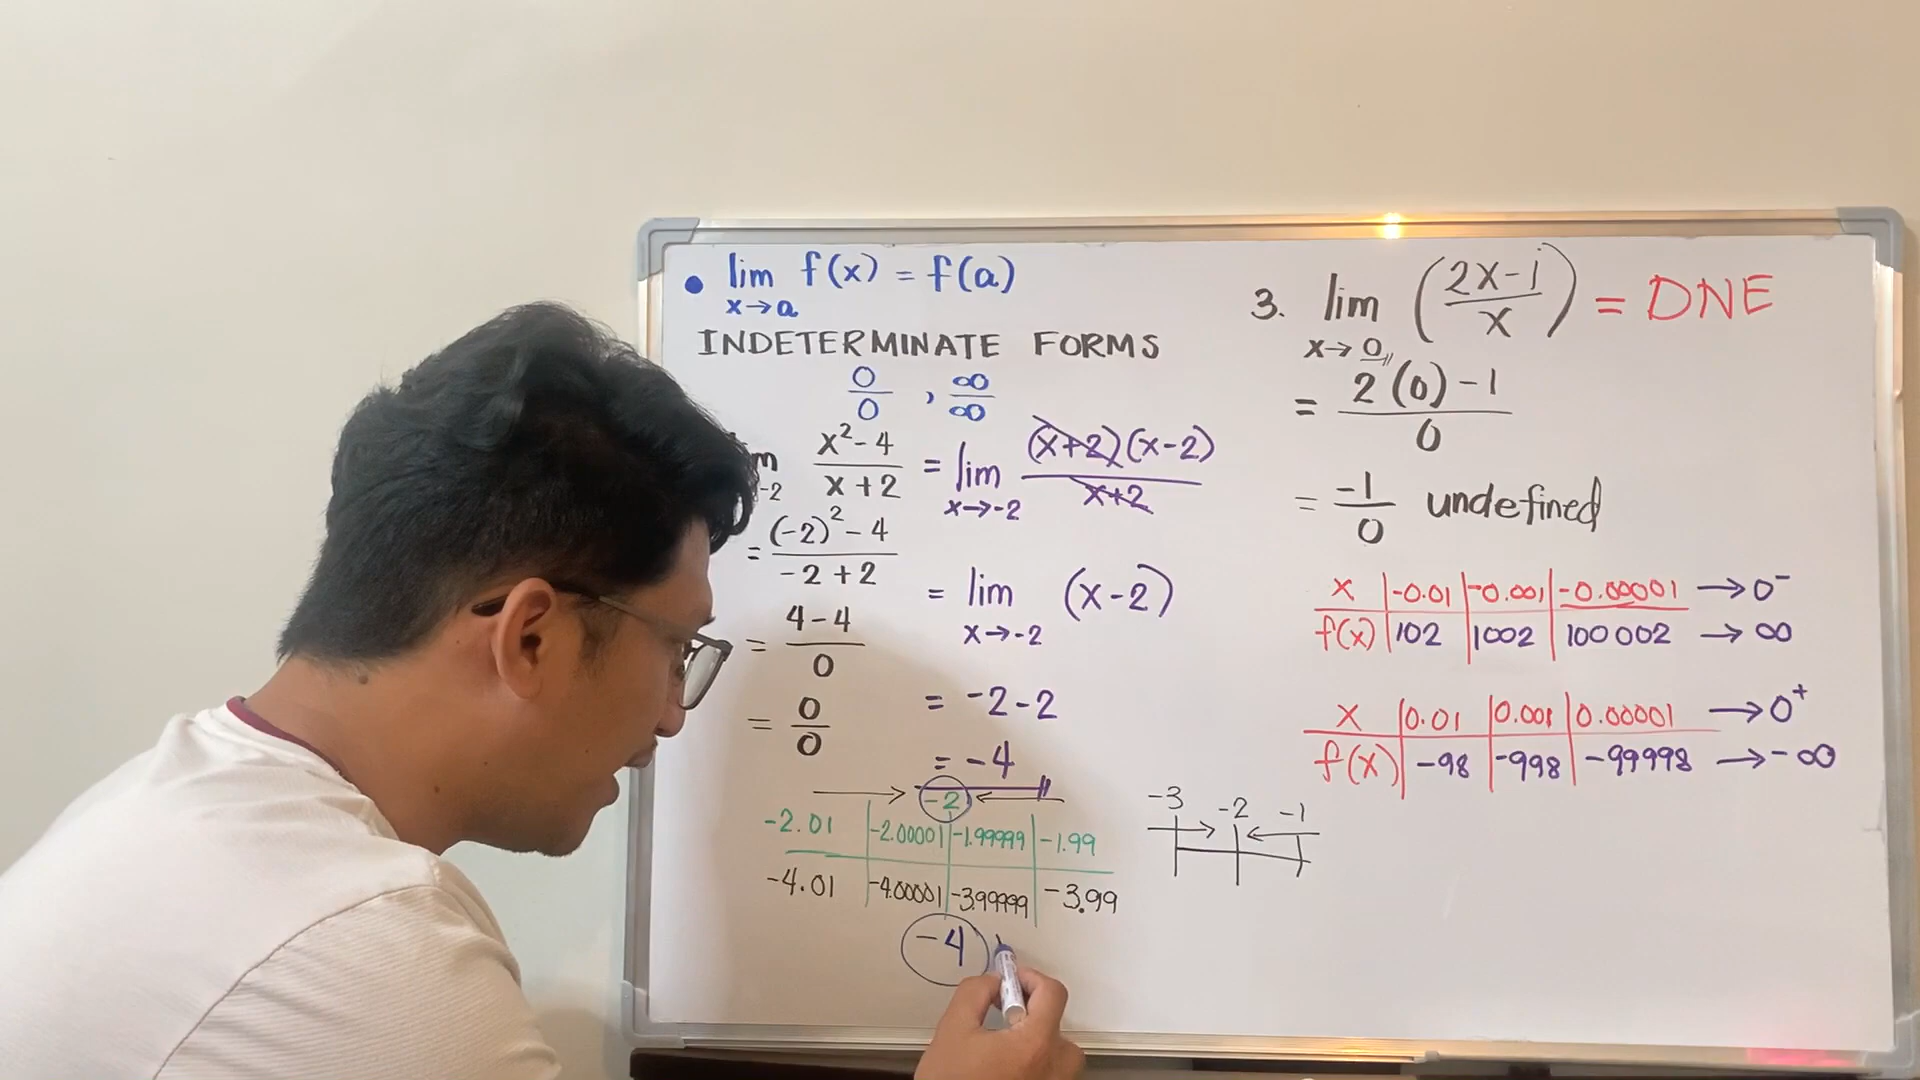 • lim f(x) = f(a)
x→a
INDETERMINATE FORMS
0/0 , ∞/∞
m x²-4 / x+2 = lim (x+2)(x-2) / x+2
-2 x→-2
= (-2)²-4 / -2+2
= lim (x-2)
x→-2
= 4-4 / 0
= -2-2
= 0/0
= -4
-2
-2.01 | -2.00001 | -1.99999 | -1.99
-4.01 | -4.00001 | -3.99999 | -3.99
-4
-3 -2 -1
3. lim (2x-1 / x) = DNE
x→0
= 2(0)-1 / 0
= -1/0 undefined
x | -0.01 | -0.001 | -0.00001 → 0⁻
f(x) | 102 | 1002 | 100002 → ∞
x | 0.01 | 0.001 | 0.00001 → 0⁺
f(x) | -98 | -998 | -99998 → -∞